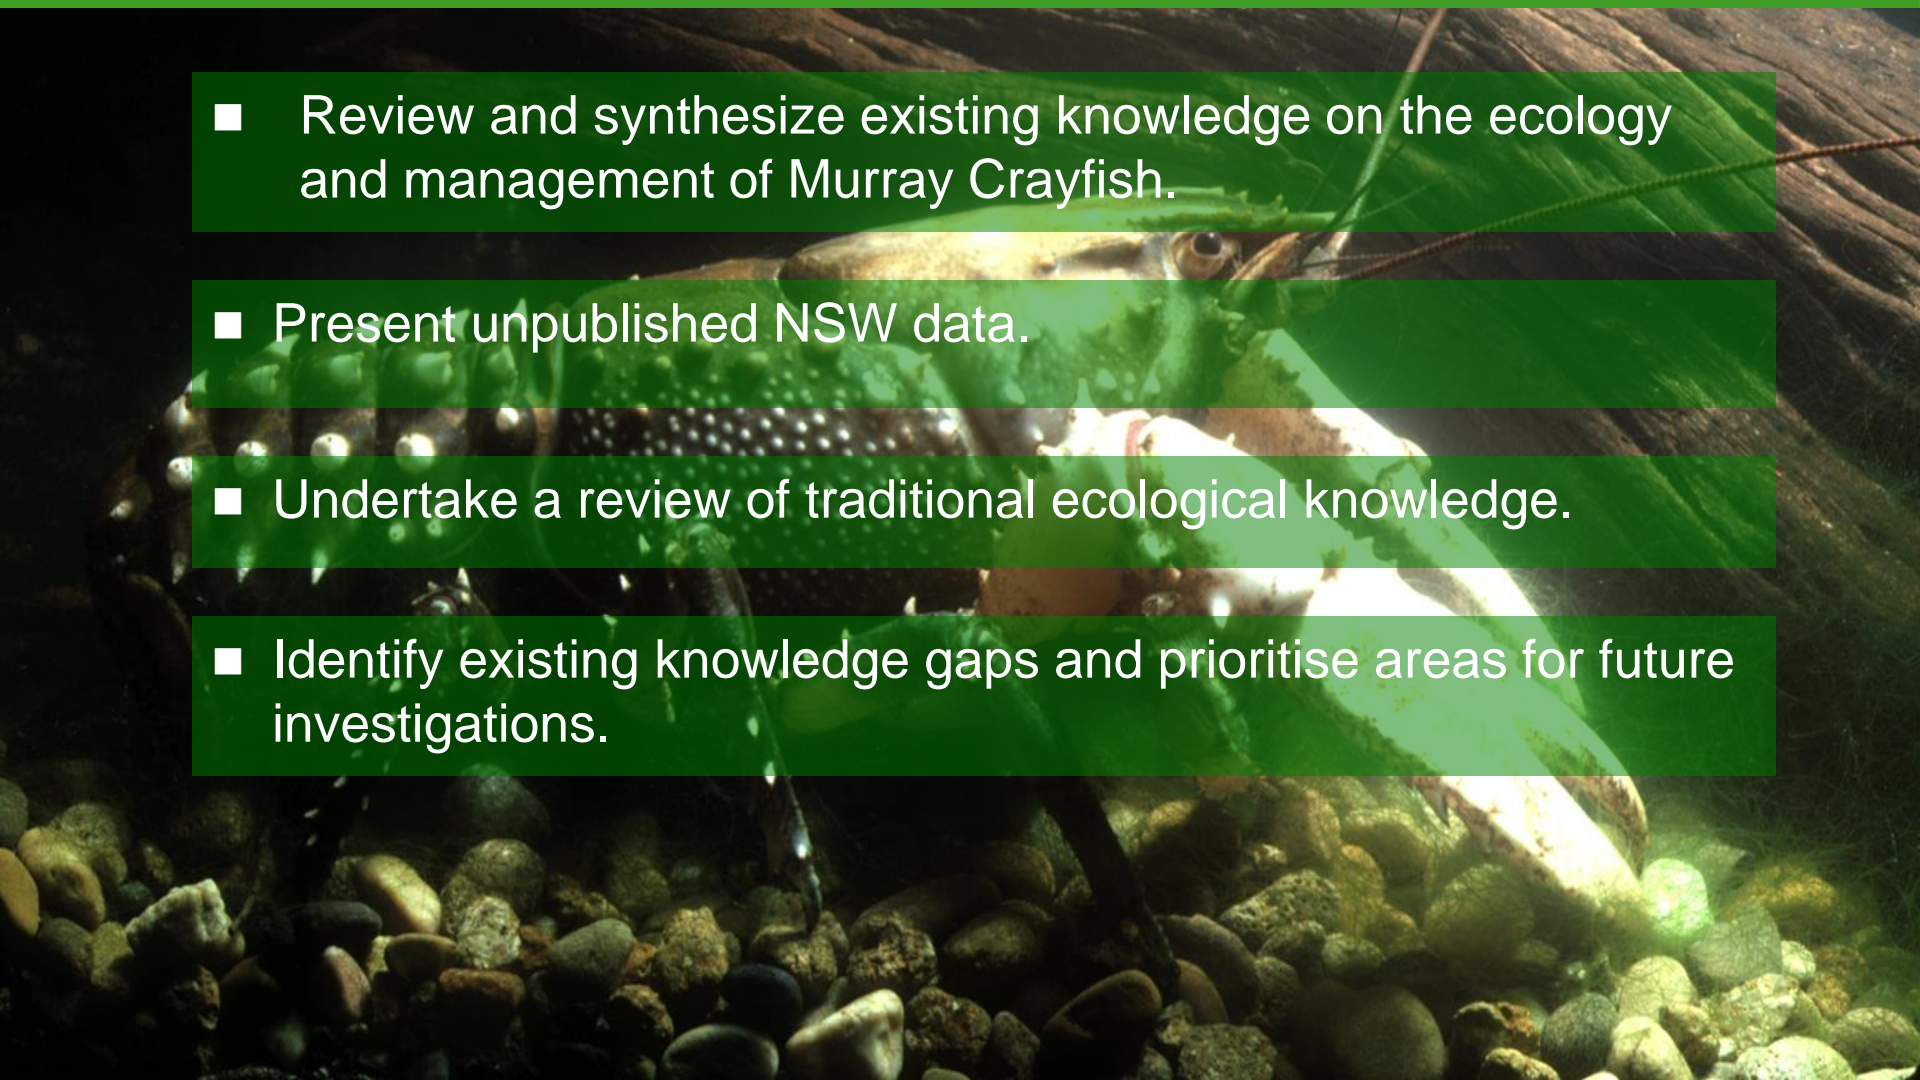 ■ Review and synthesize existing knowledge on the ecology
and management of Murray Crayfish.
■ Present unpublished NSW data.
■ Undertake a review of traditional ecological knowledge.
■ Identify existing knowledge gaps and prioritise areas for future
investigations.